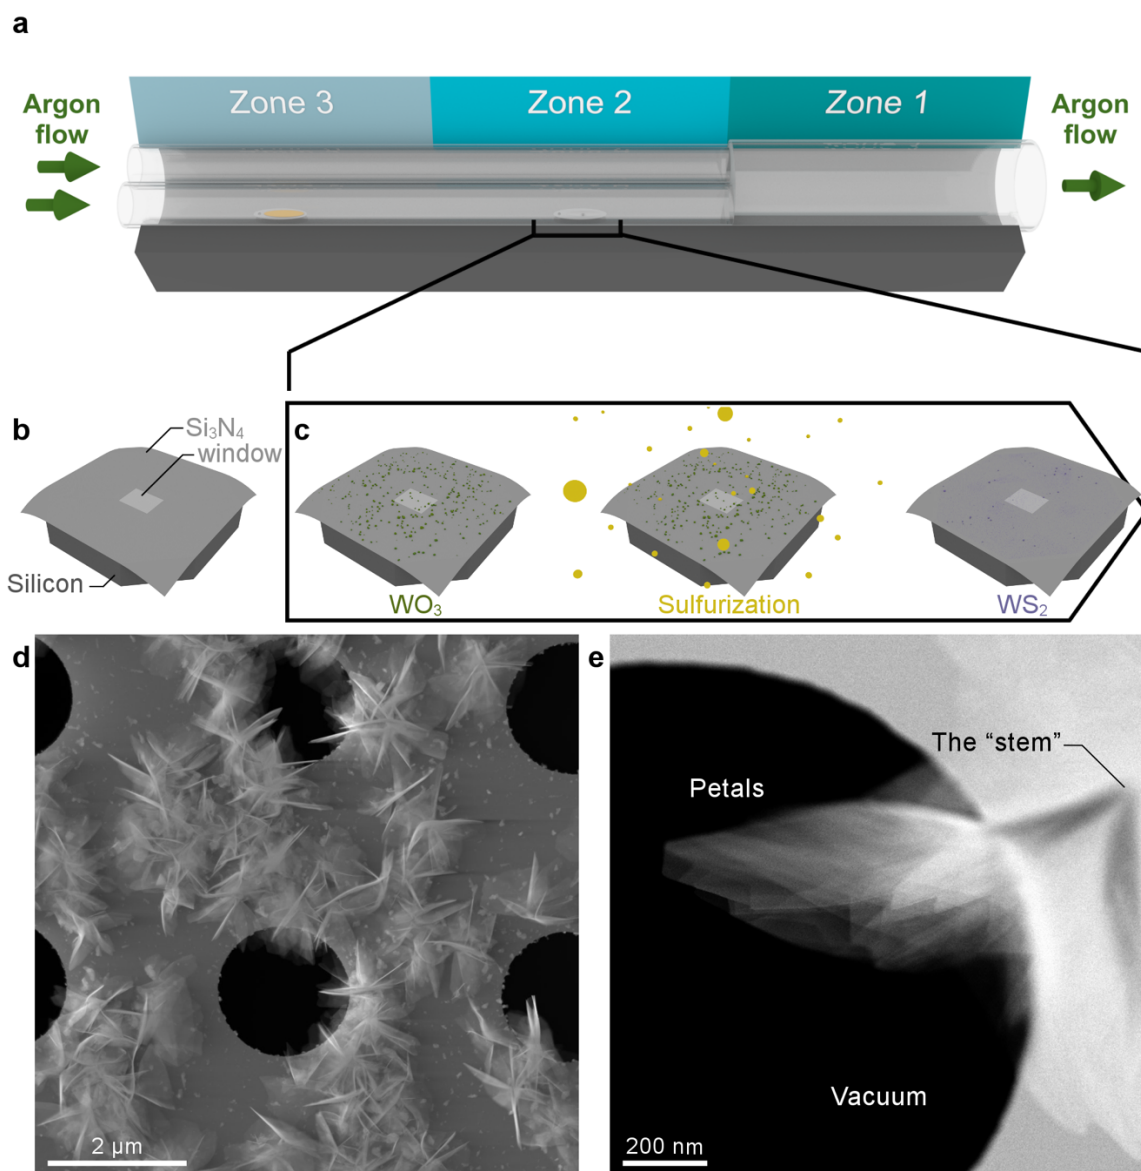 a
Zone 3
Zone 2
Zone 1
Argon
flow
Argon
flow
b
Si₃N₄
window
Silicon
c
WO₃
Sulfurization
WS₂
d
2 µm
e
The “stem”
Petals
Vacuum
200 nm